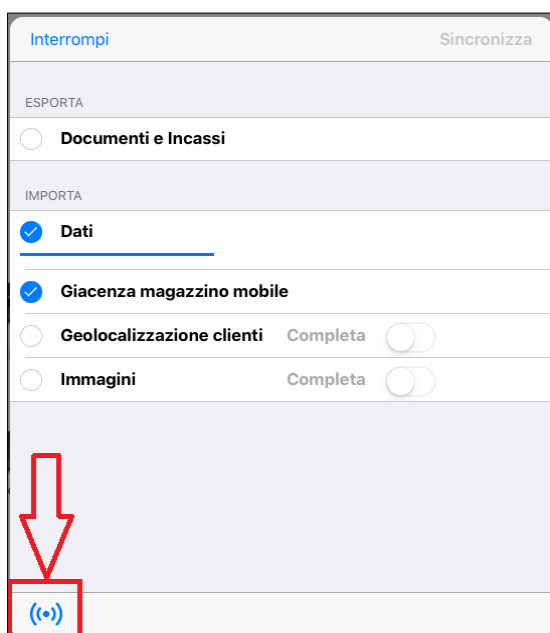 Interrompi Sincronizza
ESPORTA
Documenti e Incassi
IMPORTA
Dati
Giacenza magazzino mobile
Geolocalizzazione clienti Completa
Immagini Completa